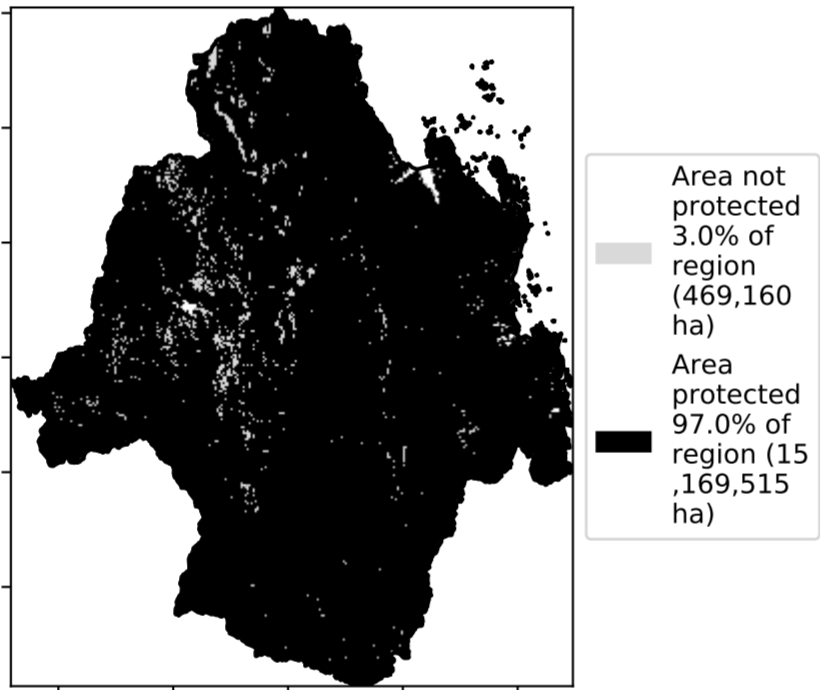 Area not
protected
3.0% of
region
(469,160
ha)
Area
protected
97.0% of
region (15
,169,515
ha)